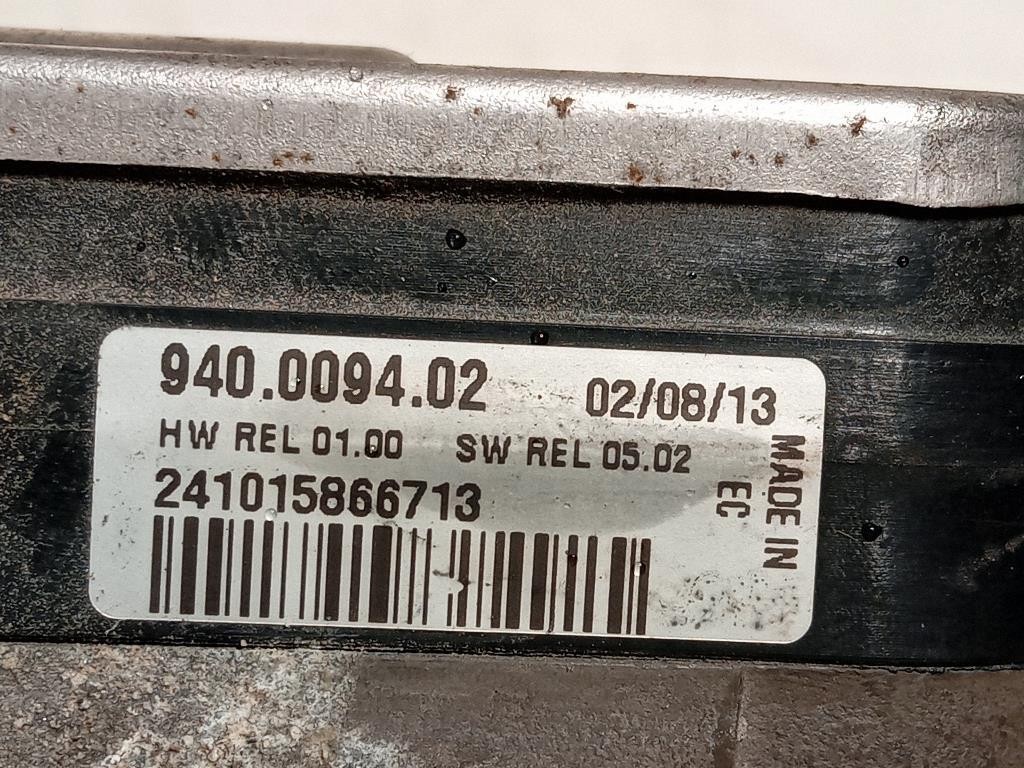 940.0094.02 02/08/13
HW REL 01.00 SW REL 05.02
241015866713
MADE IN
EC